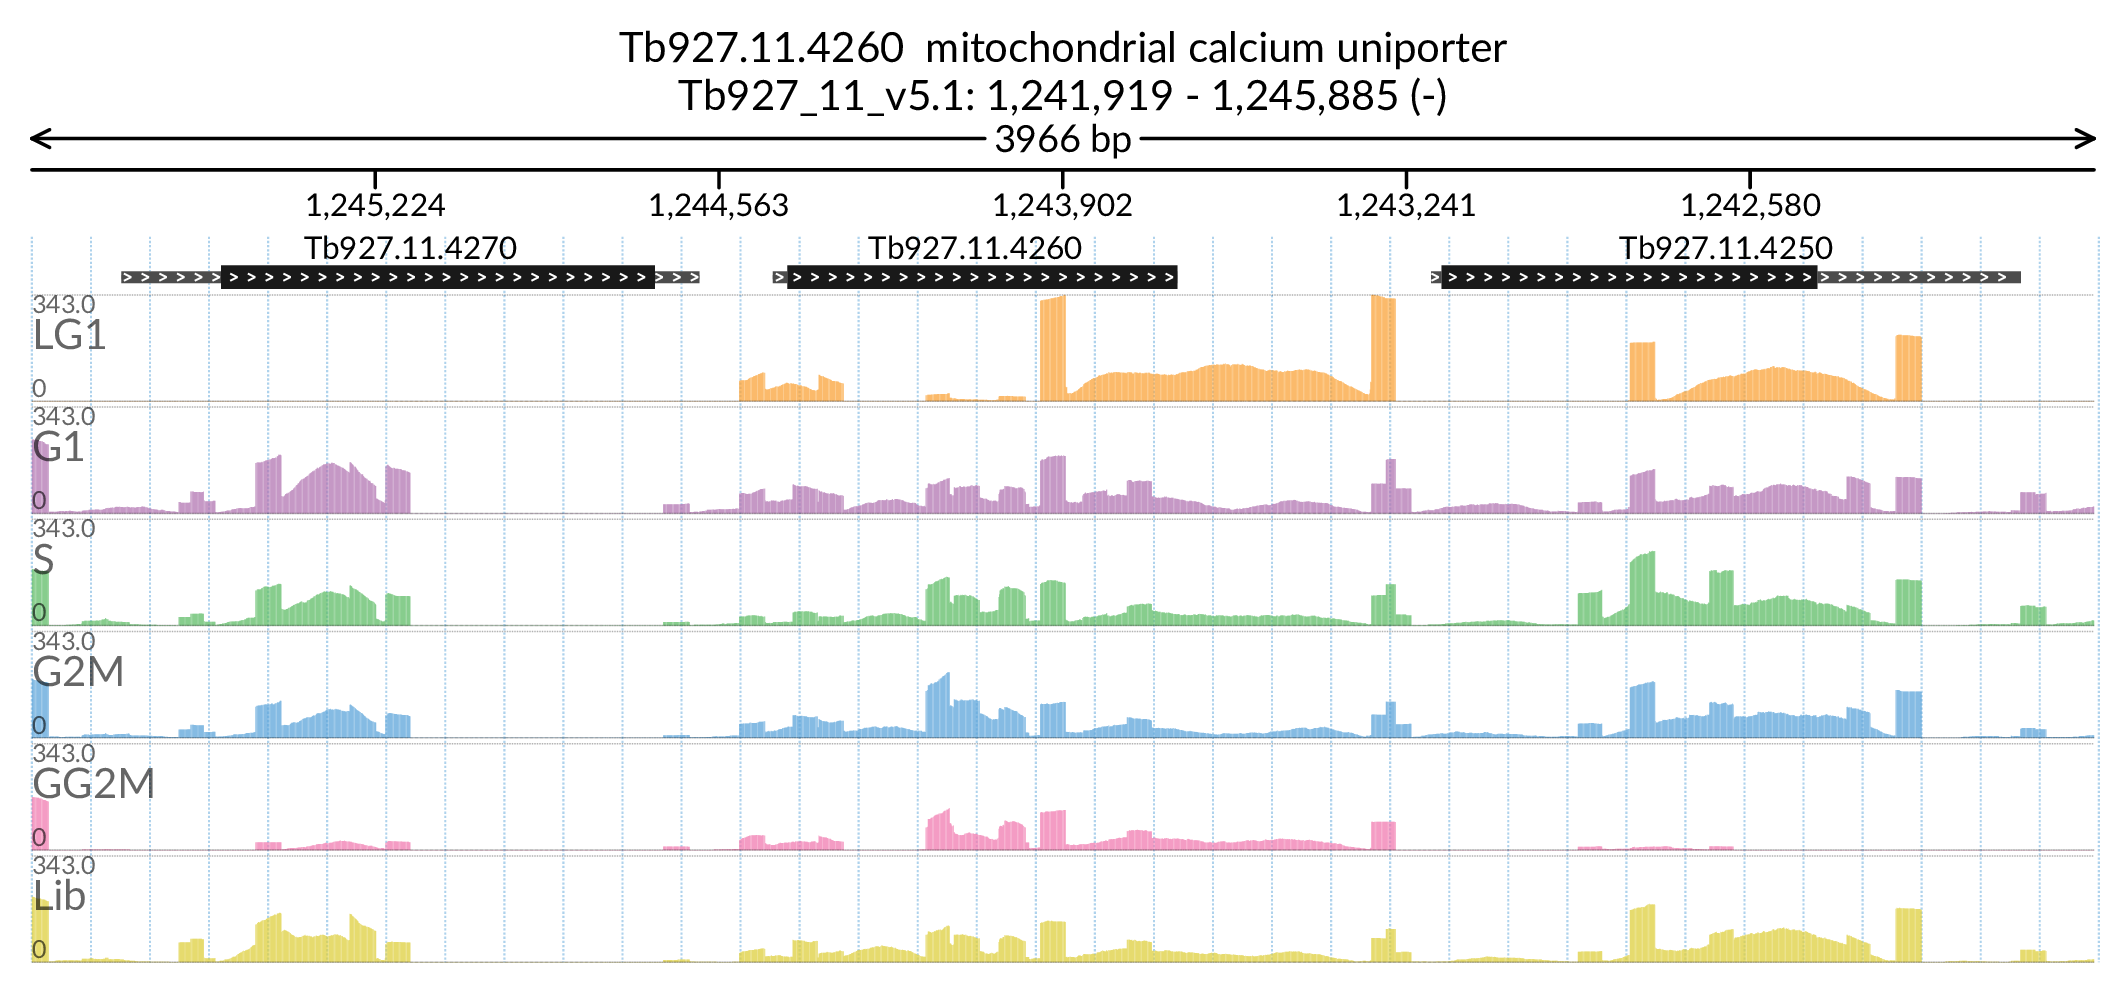 Tb927.11.4260  mitochondrial calcium uniporter
Tb927_11_v5.1: 1,241,919 - 1,245,885 (-)
3966 bp
1,245,224 1,244,563 1,243,902 1,243,241 1,242,580
Tb927.11.4270 Tb927.11.4260 Tb927.11.4250
343.0
LG1
0
343.0
G1
0
343.0
S
0
343.0
G2M
0
343.0
GG2M
0
343.0
Lib
0